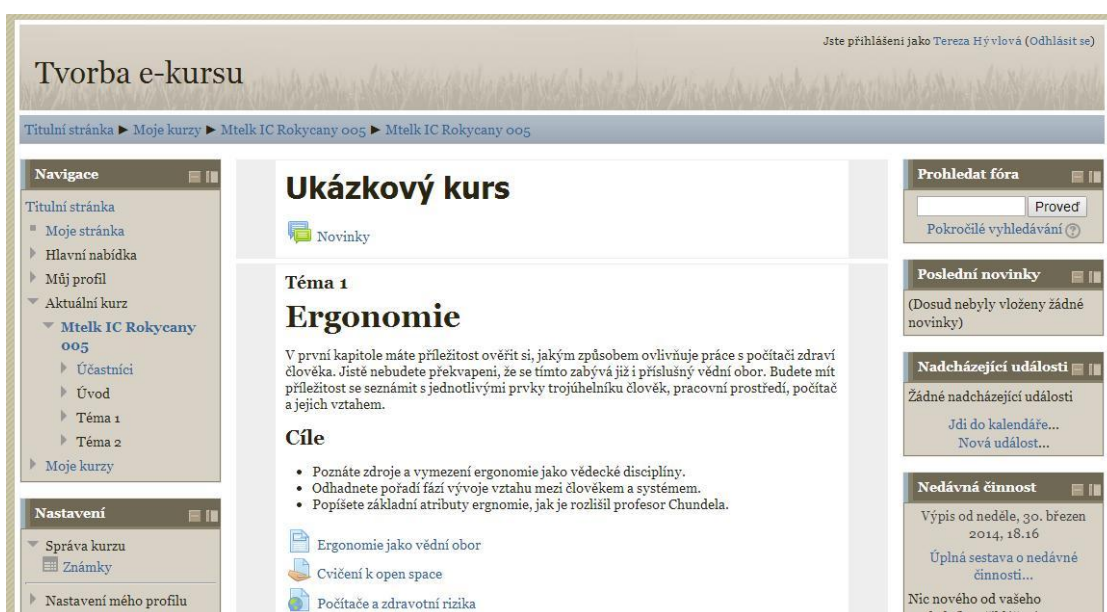 Jste přihlášeni jako Tereza Hývlová (Odhlásit se)
Tvorba e-kursu
Titulní stránka ► Moje kurzy ► Mtelk IC Rokycany 005 ► Mtelk IC Rokycany 005
Navigace
Titulní stránka
Moje stránka
Hlavní nabídka
Můj profil
Aktuální kurz
Mtelk IC Rokycany
005
Účastníci
Úvod
Téma 1
Téma 2
Moje kurzy
Nastavení
Správa kurzu
Známky
Nastavení mého profilu
Ukázkový kurs
Novinky
Téma 1
Ergonomie
V první kapitole máte příležitost ověřit si, jakým způsobem ovlivňuje práce s počítači zdraví
člověka. Jistě nebudete překvapeni, že se tímto zabývá již i příslušný vědní obor. Budete mít
příležitost se seznámit s jednotlivými prvky trojúhelníku člověk, pracovní prostředí, počítač
a jejich vztahem.
Cíle
• Poznáte zdroje a vymezení ergonomie jako vědecké disciplíny.
• Odhadnete pořadí fází vývoje vztahu mezi člověkem a systémem.
• Popíšete základní atributy ergnomie, jak je rozlišil profesor Chundela.
Ergonomie jako vědní obor
Cvičení k open space
Počítače a zdravotní rizika
Prohledat fóra
Proveď
Pokročilé vyhledávání ?
Poslední novinky
(Dosud nebyly vloženy žádné
novinky)
Nadcházející události
Žádné nadcházející události
Jdi do kalendáře...
Nová událost...
Nedávná činnost
Výpis od neděle, 30. březen
2014, 18.16
Úplná sestava o nedávné
činnosti...
Nic nového od vašeho